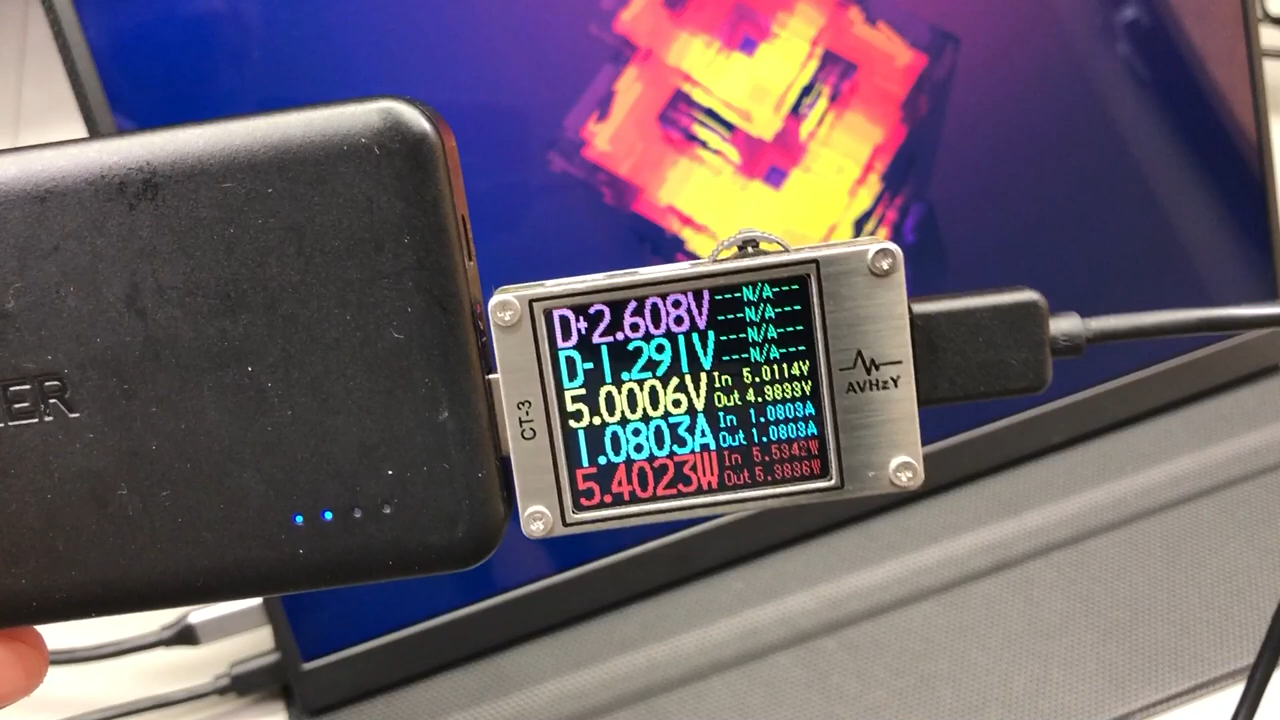 ER
CT-3
D+2.608V
D-1.291V
5.0006V
1.0803A
5.4023W
---N/A---
---N/A---
---N/A---
---N/A---
In 5.0114V
Out 4.9833V
In 1.0803A
Out 1.0803A
In 5.5342W
Out 5.3836W
AVHzY